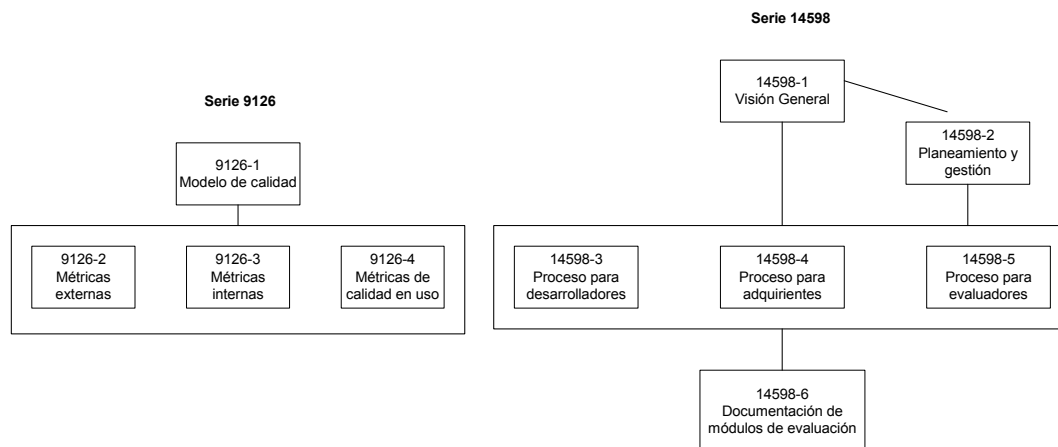 Serie 9126
9126-1
Modelo de calidad
9126-2
Métricas
externas
9126-3
Métricas
internas
9126-4
Métricas de
calidad en uso
Serie 14598
14598-1
Visión General
14598-2
Planeamiento y
gestión
14598-3
Proceso para
desarrolladores
14598-4
Proceso para
adquirientes
14598-5
Proceso para
evaluadores
14598-6
Documentación de
módulos de evaluación